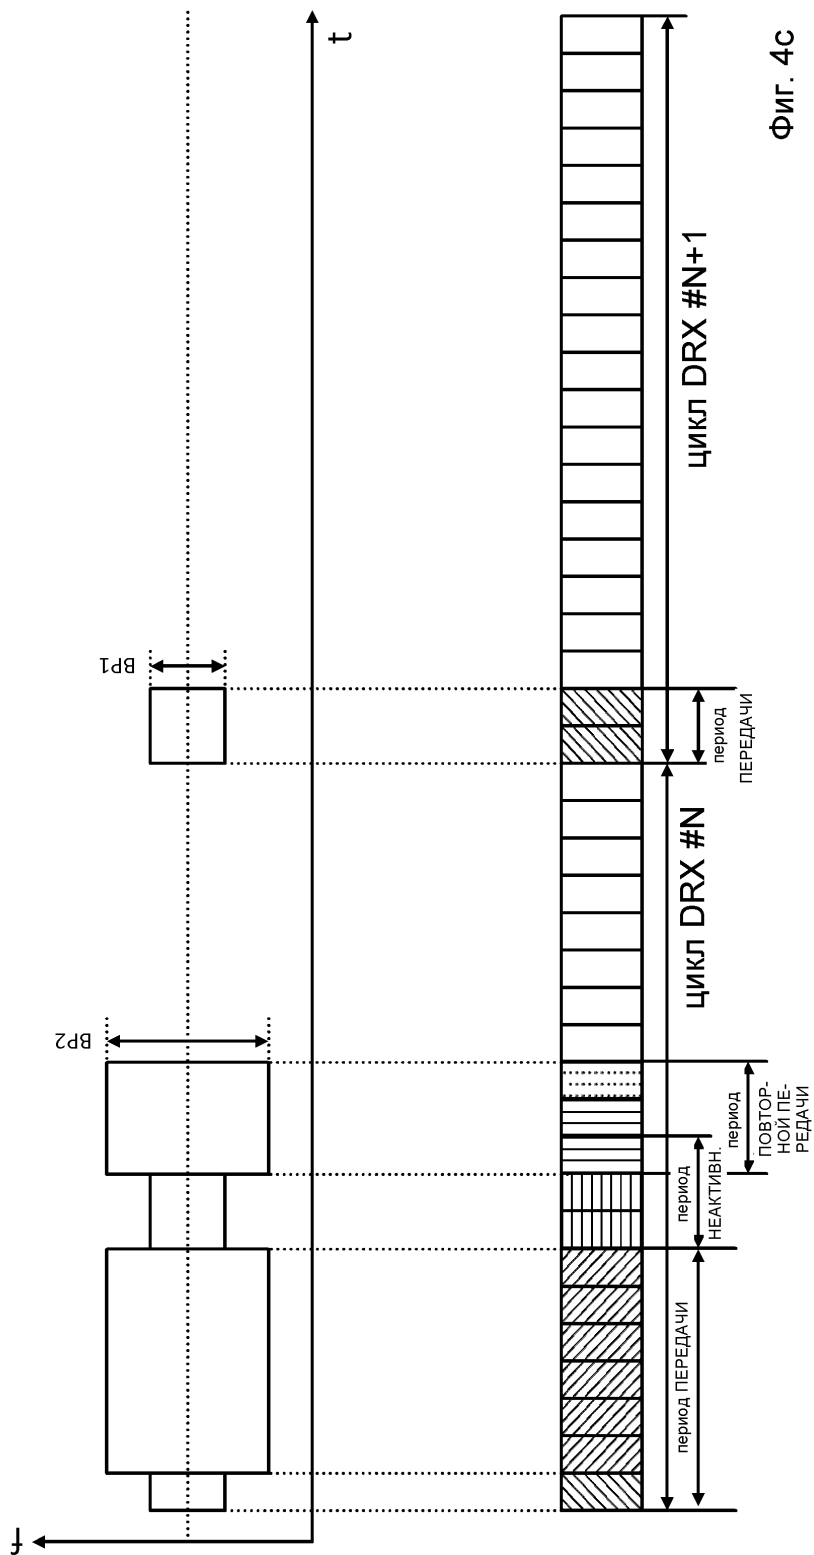 f
BP2
BP1
t
период ПЕРЕДАЧИ
период
НЕАКТИВН.
период
ПОВТОР-
НОЙ ПЕ-
РЕДАЧИ
период
ПЕРЕДАЧИ
цикл DRX #N
цикл DRX #N+1
Фиг. 4c